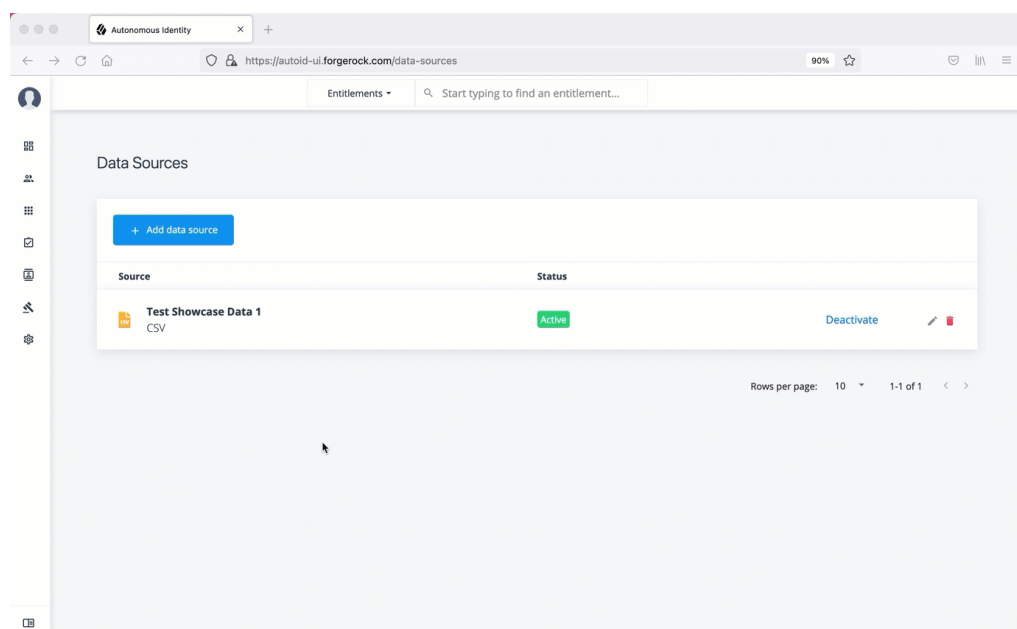 Autonomous Identity
https://autoid-ui.forgerock.com/data-sources
90%
Entitlements
Start typing to find an entitlement...
Data Sources
+ Add data source
Source Status
Test Showcase Data 1
CSV
Active
Deactivate
Rows per page: 10 1-1 of 1